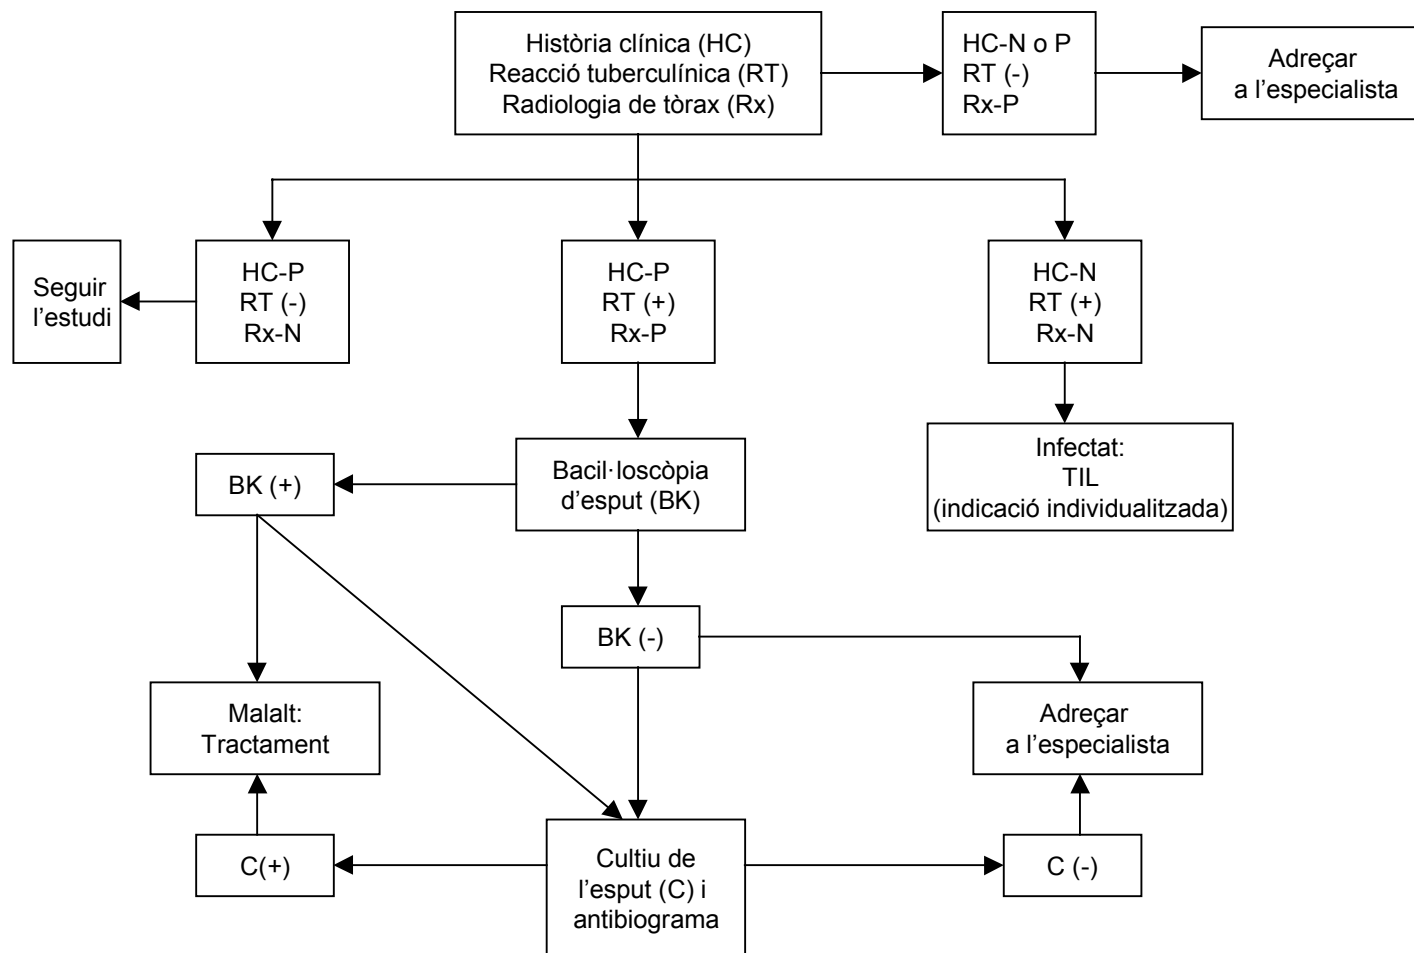 Història clínica (HC)
Reacció tuberculínica (RT)
Radiologia de tòrax (Rx)
HC-N o P
RT (-)
Rx-P
Adreçar
a l’especialista
Seguir
l’estudi
HC-P
RT (-)
Rx-N
HC-P
RT (+)
Rx-P
HC-N
RT (+)
Rx-N
BK (+)
Bacil·loscòpia
d’esput (BK)
Infectat:
TIL
(indicació individualitzada)
BK (-)
Malalt:
Tractament
Adreçar
a l’especialista
C(+)
Cultiu de
l’esput (C) i
antibiograma
C (-)